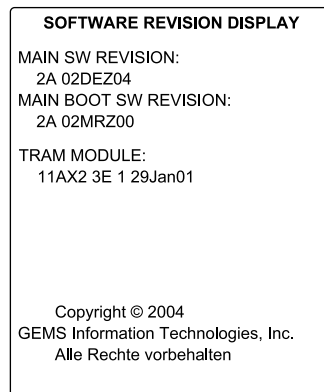 SOFTWARE REVISION DISPLAY
MAIN SW REVISION:
2A 02DEZ04
MAIN BOOT SW REVISION:
2A 02MRZ00
TRAM MODULE:
11AX2 3E 1 29Jan01
Copyright © 2004
GEMS Information Technologies, Inc.
Alle Rechte vorbehalten